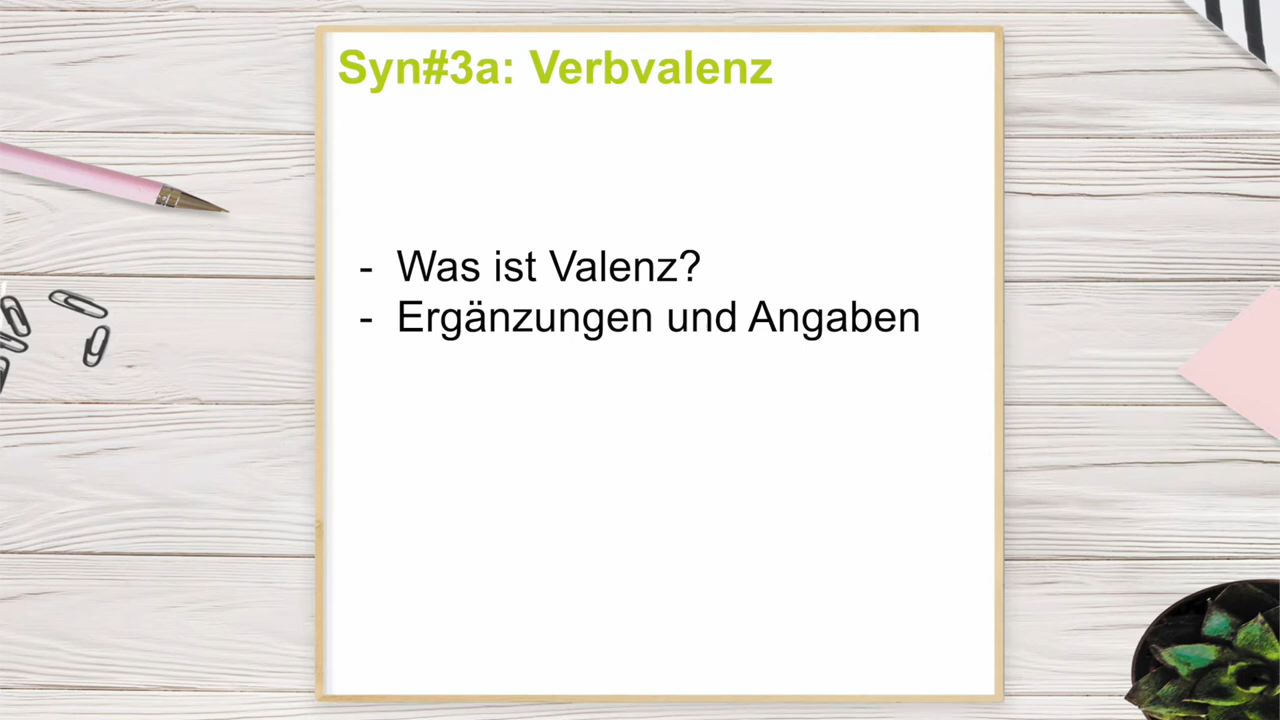 Syn#3a: Verbvalenz
- Was ist Valenz?
- Ergänzungen und Angaben